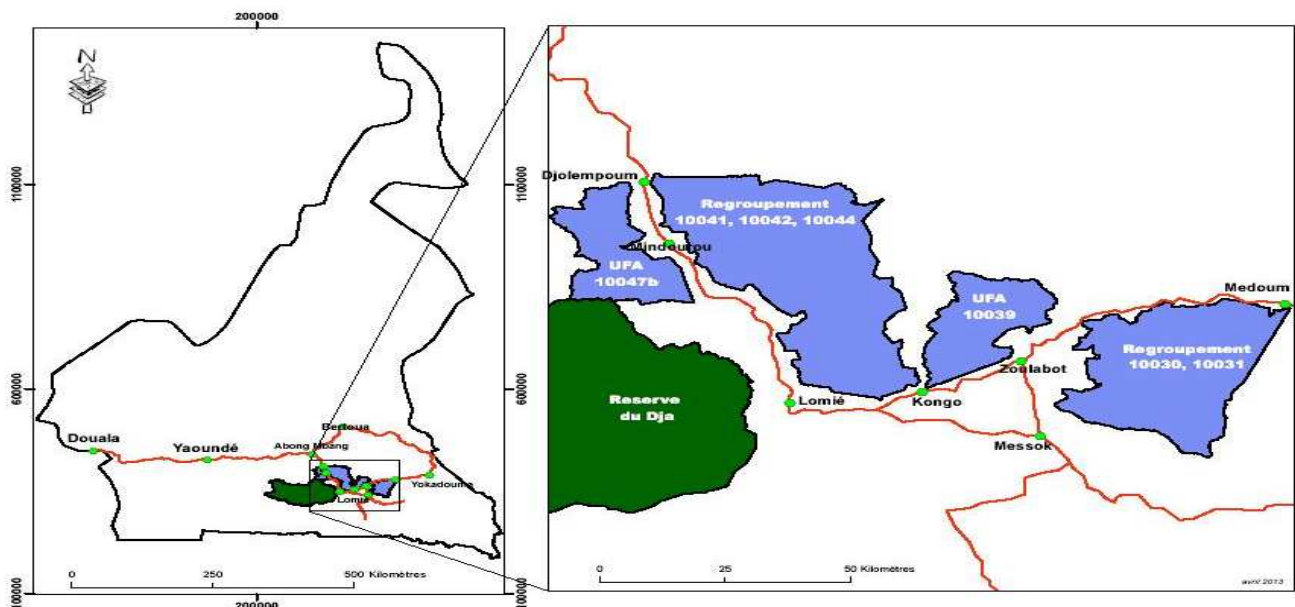 200000
N
1100000
1100000
600000
600000
100000
100000
Douala
Yaoundé
Abong Mbang
Bertoua
Lomié
Yokadouma
0 250 500 Kilomètres
200000
Djolempoum
Regroupement
10041, 10042, 10044
Mindourou
UFA
10047b
UFA
10039
Medoum
Zoulabot
Regroupement
10030, 10031
Reserve
du Dja
Lomié
Kongo
Messok
0 25 50 Kilomètres
avril 2013